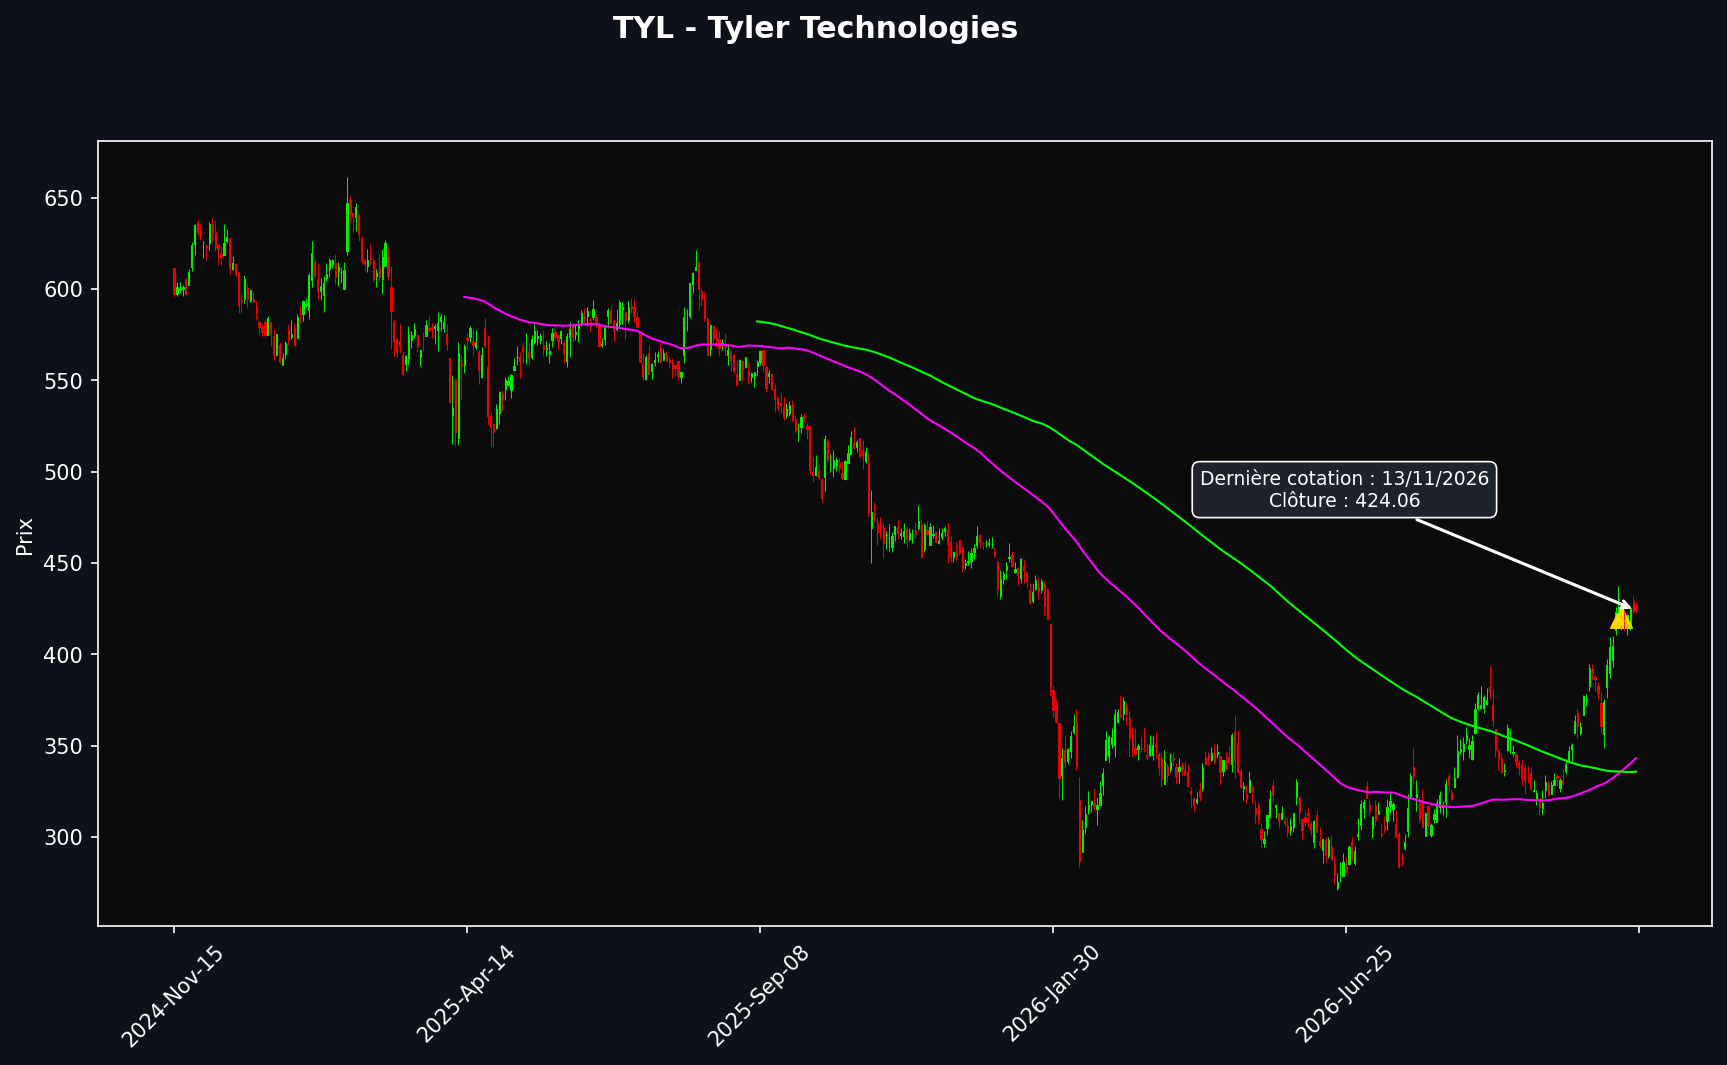 TYL - Tyler Technologies
650
600
550
500
450
400
350
300
Prix
Dernière cotation : 13/11/2026
Clôture : 424.06
2024-Nov-15
2025-Apr-14
2025-Sep-08
2026-Jan-30
2026-Jun-25